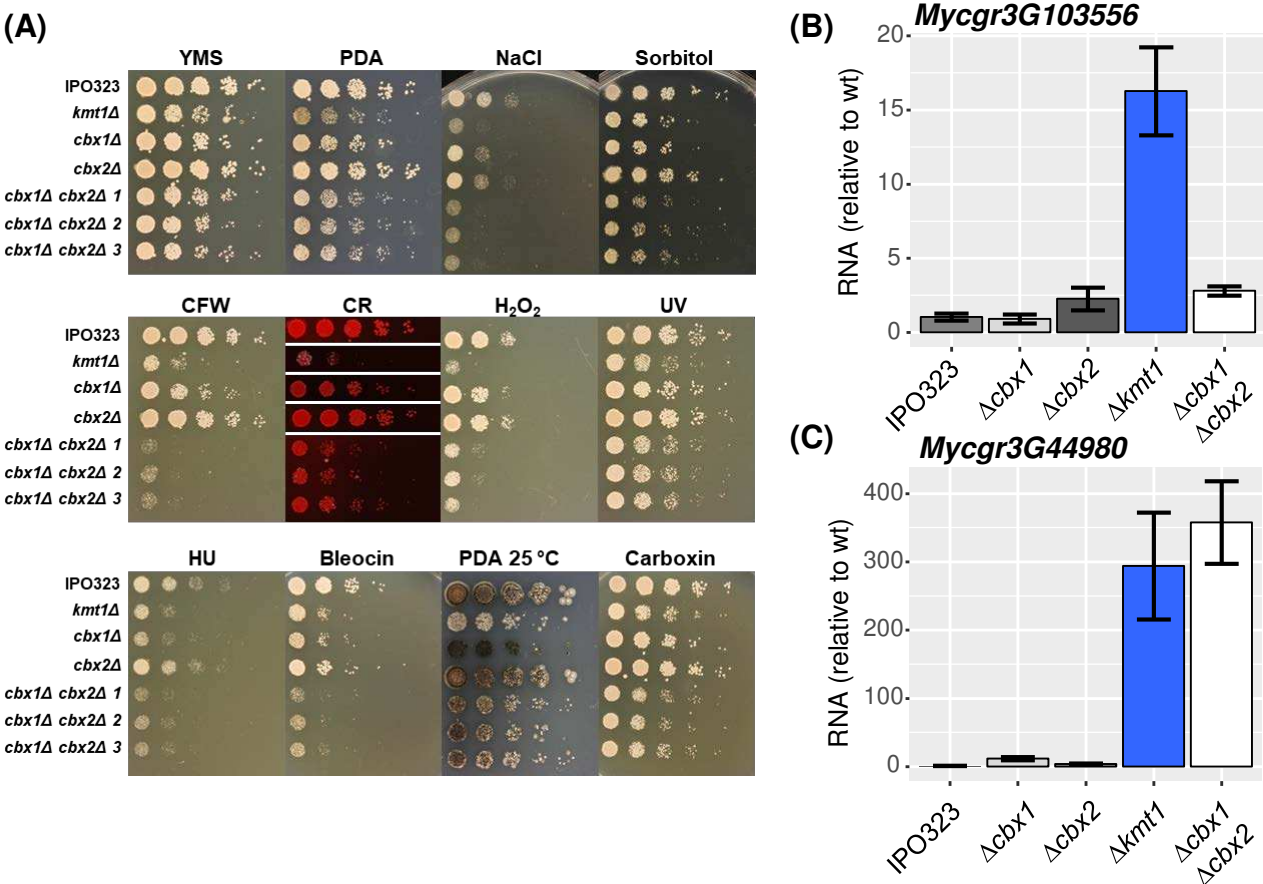 (A)
YMS PDA NaCl Sorbitol
IPO323
kmt1Δ
cbx1Δ
cbx2Δ
cbx1Δ cbx2Δ 1
cbx1Δ cbx2Δ 2
cbx1Δ cbx2Δ 3
CFW CR H₂O₂ UV
IPO323
kmt1Δ
cbx1Δ
cbx2Δ
cbx1Δ cbx2Δ 1
cbx1Δ cbx2Δ 2
cbx1Δ cbx2Δ 3
HU Bleocin PDA 25 °C Carboxin
IPO323
kmt1Δ
cbx1Δ
cbx2Δ
cbx1Δ cbx2Δ 1
cbx1Δ cbx2Δ 2
cbx1Δ cbx2Δ 3
(B)
Mycgr3G103556
RNA (relative to wt)
20
15
10
5
0
IPO323
Δcbx1
Δcbx2
Δkmt1
Δcbx1
Δcbx2
(C)
Mycgr3G44980
RNA (relative to wt)
400
300
200
100
0
IPO323
Δcbx1
Δcbx2
Δkmt1
Δcbx1
Δcbx2